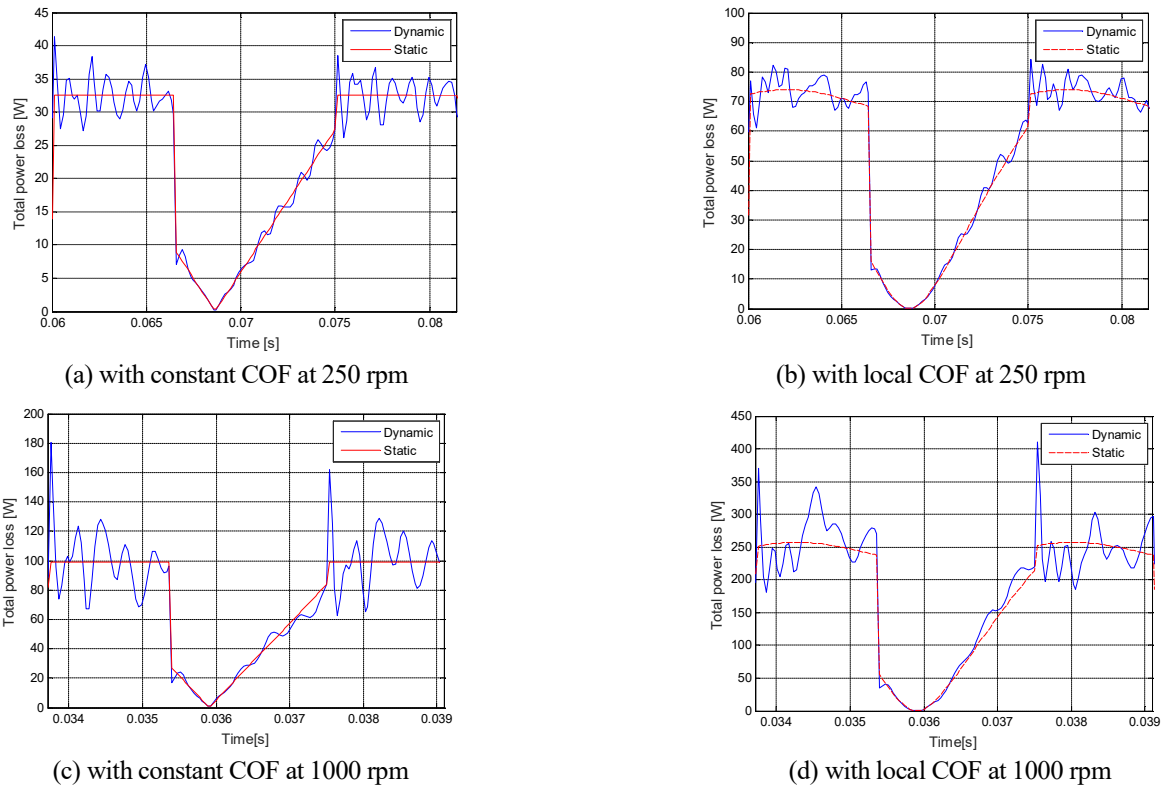 45
40
35
30
25
20
15
10
5
0
Total power loss [W]
Dynamic
Static
0.06 0.065 0.07 0.075 0.08
Time [s]
(a) with constant COF at 250 rpm
100
90
80
70
60
50
40
30
20
10
0
Total power loss [W]
Dynamic
Static
0.06 0.065 0.07 0.075 0.08
Time [s]
(b) with local COF at 250 rpm
200
180
160
140
120
100
80
60
40
20
0
Total power loss [W]
Dynamic
Static
0.034 0.035 0.036 0.037 0.038 0.039
Time[s]
(c) with constant COF at 1000 rpm
450
400
350
300
250
200
150
100
50
0
Total power loss [W]
Dynamic
Static
0.034 0.035 0.036 0.037 0.038 0.039
Time[s]
(d) with local COF at 1000 rpm